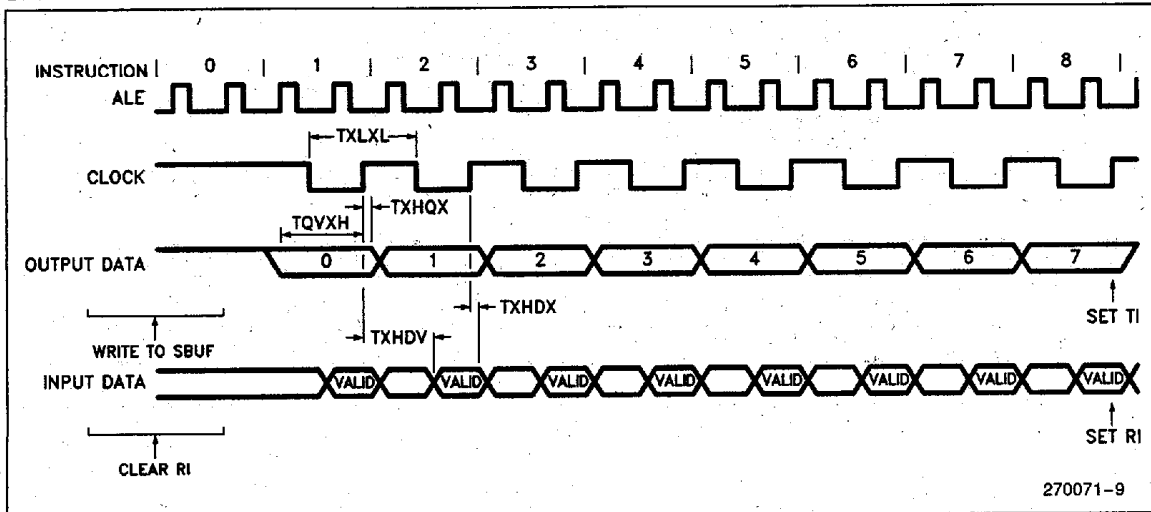 INSTRUCTION | 0 | 1 | 2 | 3 | 4 | 5 | 6 | 7 | 8 |
ALE
TXLXL
CLOCK
TXHQX
TQVXH
OUTPUT DATA 0 1 2 3 4 5 6 7
TXHDX
SET TI
TXHDV
WRITE TO SBUF
INPUT DATA VALID VALID VALID VALID VALID VALID VALID VALID
SET RI
CLEAR RI
270071-9